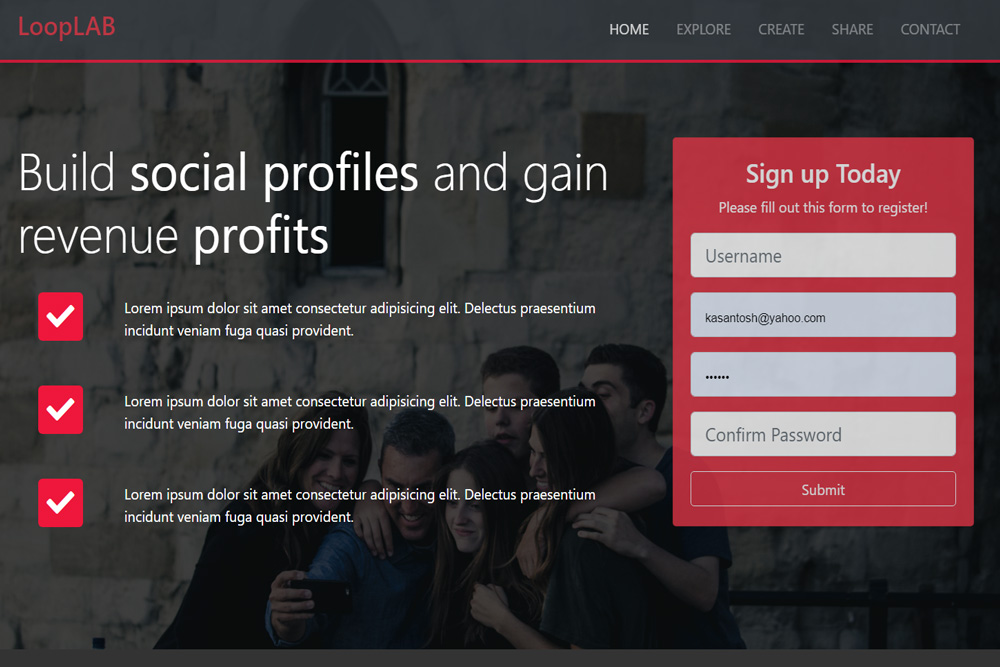 LoopLAB
HOME EXPLORE CREATE SHARE CONTACT
Build social profiles and gain
revenue profits
Lorem ipsum dolor sit amet consectetur adipisicing elit. Delectus praesentium
incidunt veniam fuga quasi provident.
Lorem ipsum dolor sit amet consectetur adipisicing elit. Delectus praesentium
incidunt veniam fuga quasi provident.
Lorem ipsum dolor sit amet consectetur adipisicing elit. Delectus praesentium
incidunt veniam fuga quasi provident.
Sign up Today
Please fill out this form to register!
Username
kasantosh@yahoo.com
••••••
Confirm Password
Submit